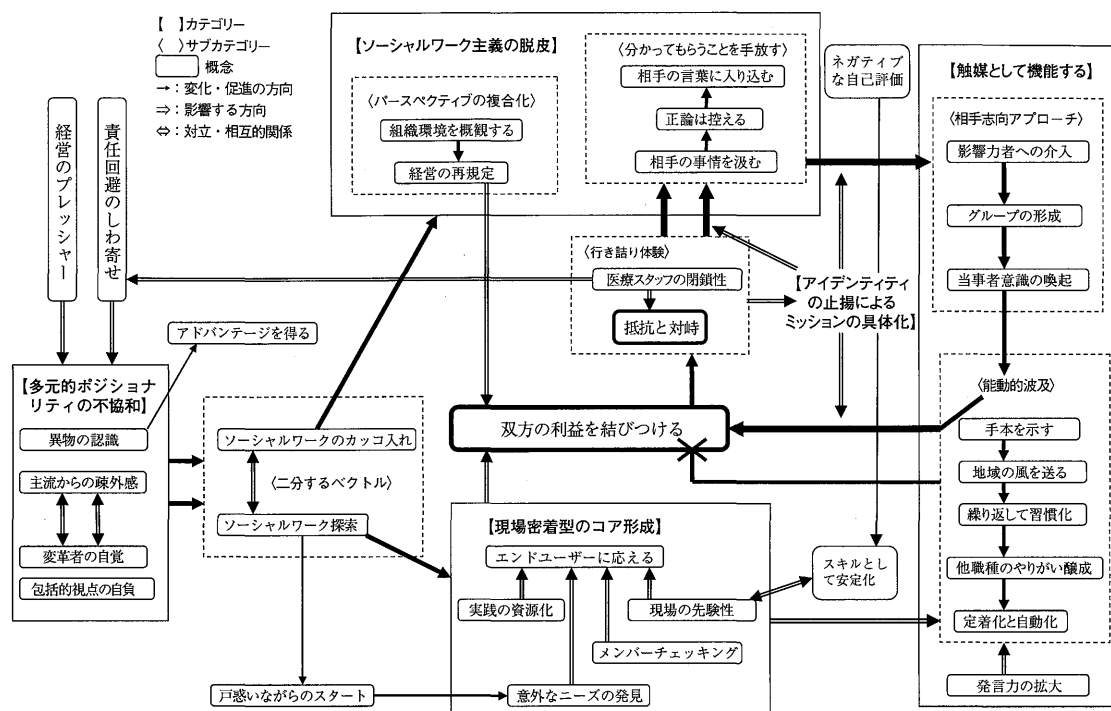 【　】カテゴリー
〈　〉サブカテゴリー
概念
→：変化・促進の方向
⇒：影響する方向
⇔：対立・相互的関係
経営のプレッシャー
責任回避のしわ寄せ
【ソーシャルワーク主義の脱皮】
〈パースペクティブの複合化〉
組織環境を概観する
経営の再規定
〈分かってもらうことを手放す〉
相手の言葉に入り込む
正論は控える
相手の事情を汲む
ネガティブ
な自己評価
【触媒として機能する】
〈相手志向アプローチ〉
影響力者への介入
グループの形成
当事者意識の喚起
〈行き詰り体験〉
医療スタッフの閉鎖性
抵抗と対峙
【アイデンティティ
の止揚による
ミッションの具体化】
アドバンテージを得る
【多元的ポジショナ
リティの不協和】
異物の認識
主流からの疎外感
変革者の自覚
包括的視点の自負
ソーシャルワークのカッコ入れ
〈二分するベクトル〉
ソーシャルワーク探索
双方の利益を結びつける
〈能動的波及〉
手本を示す
地域の風を送る
繰り返して習慣化
他職種のやりがい醸成
定着化と自動化
発言力の拡大
【現場密着型のコア形成】
エンドユーザーに応える
実践の資源化
現場の先験性
メンバーチェッキング
スキルとし
て安定化
戸惑いながらのスタート
意外なニーズの発見